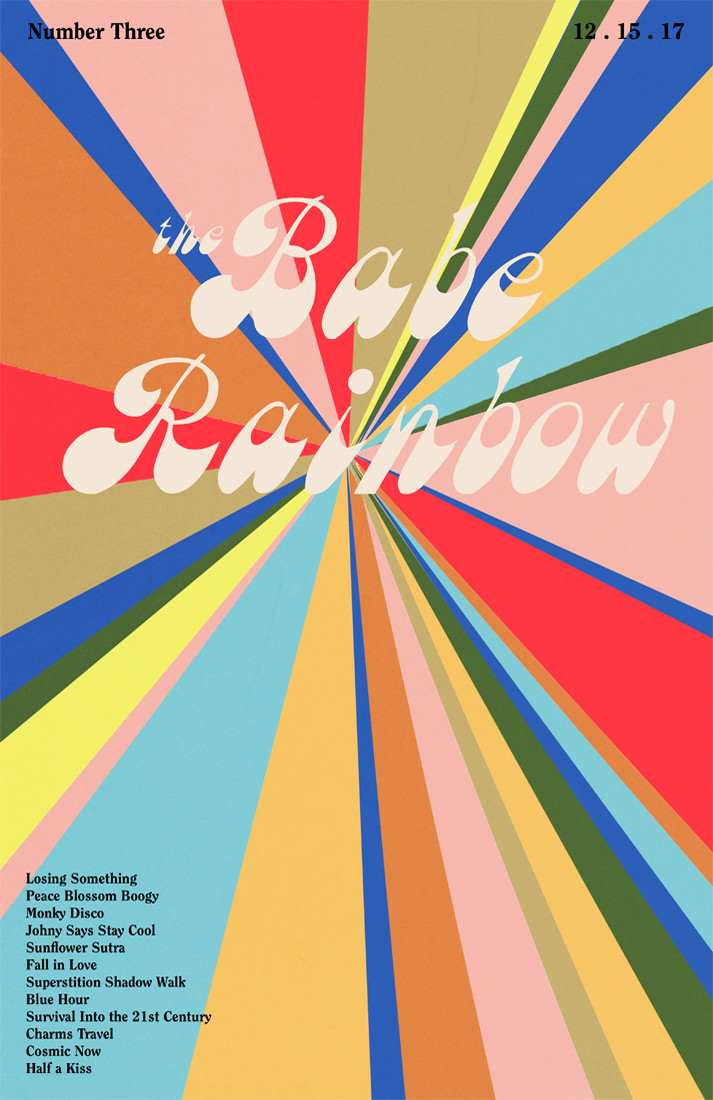 Number Three
12 . 15 . 17
the Babe
Rainbow
Losing Something
Peace Blossom Boogy
Monky Disco
Johny Says Stay Cool
Sunflower Sutra
Fall in Love
Superstition Shadow Walk
Blue Hour
Survival Into the 21st Century
Charms Travel
Cosmic Now
Half a Kiss